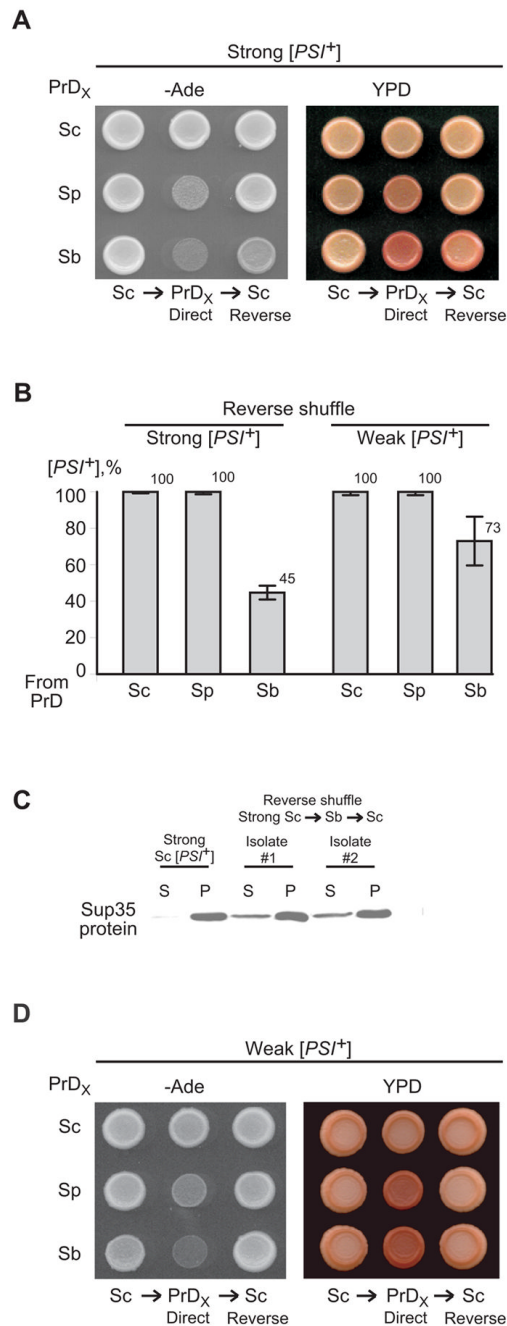 A
Strong [PSI+]
PrDX
-Ade
YPD
Sc
Sp
Sb
Sc → PrDX → Sc
Direct Reverse
Sc → PrDX → Sc
Direct Reverse
B
Reverse shuffle
Strong [PSI+]
Weak [PSI+]
[PSI+],%
100
80
60
40
20
0
100
100
45
100
100
73
From
PrD
Sc Sp Sb Sc Sp Sb
C
Reverse shuffle
Strong Sc → Sb → Sc
Strong
Sc [PSI+]
Isolate
#1
Isolate
#2
S P S P S P
Sup35
protein
D
Weak [PSI+]
PrDX
-Ade
YPD
Sc
Sp
Sb
Sc → PrDX → Sc
Direct Reverse
Sc → PrDX → Sc
Direct Reverse